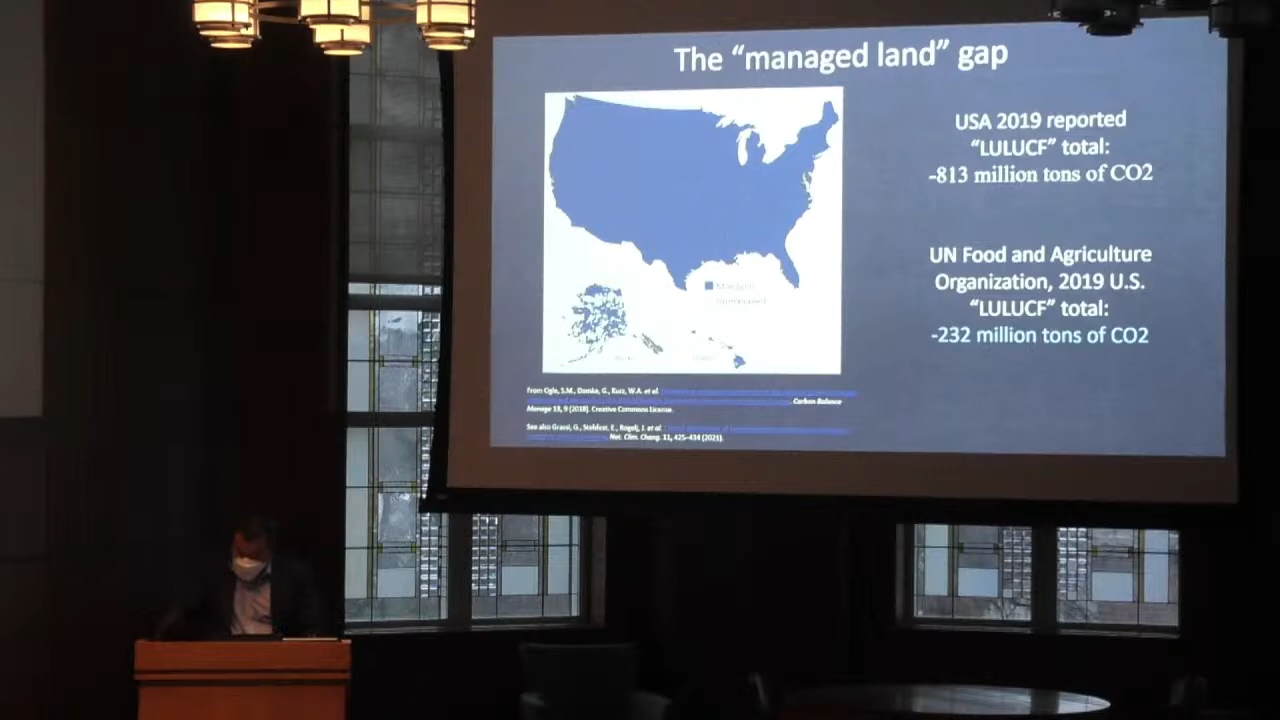 The “managed land” gap
USA 2019 reported
“LULUCF” total:
-813 million tons of CO2
UN Food and Agriculture
Organization, 2019 U.S.
“LULUCF” total:
-232 million tons of CO2
Managed
Unmanaged
From Ogle, S.M., Domke, G., Kurz, W.A. et al.
Carbon Balance
Manage 13, 9 (2018). Creative Commons License.
See also Grassi, G., Stehfest, E., Rogelj, J. et al.
Nat. Clim. Chang. 11, 425–434 (2021).